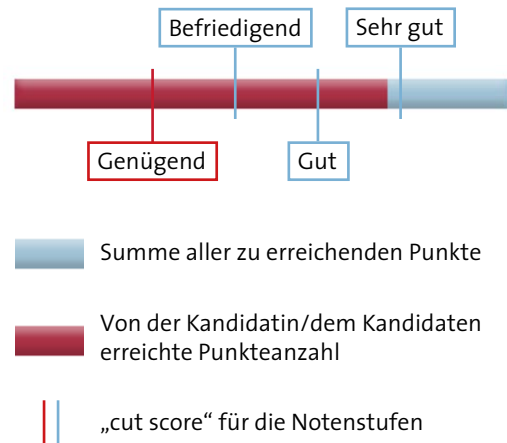 Befriedigend
Sehr gut
Genügend
Gut
Summe aller zu erreichenden Punkte
Von der Kandidatin/dem Kandidaten
erreichte Punkteanzahl
„cut score“ für die Notenstufen